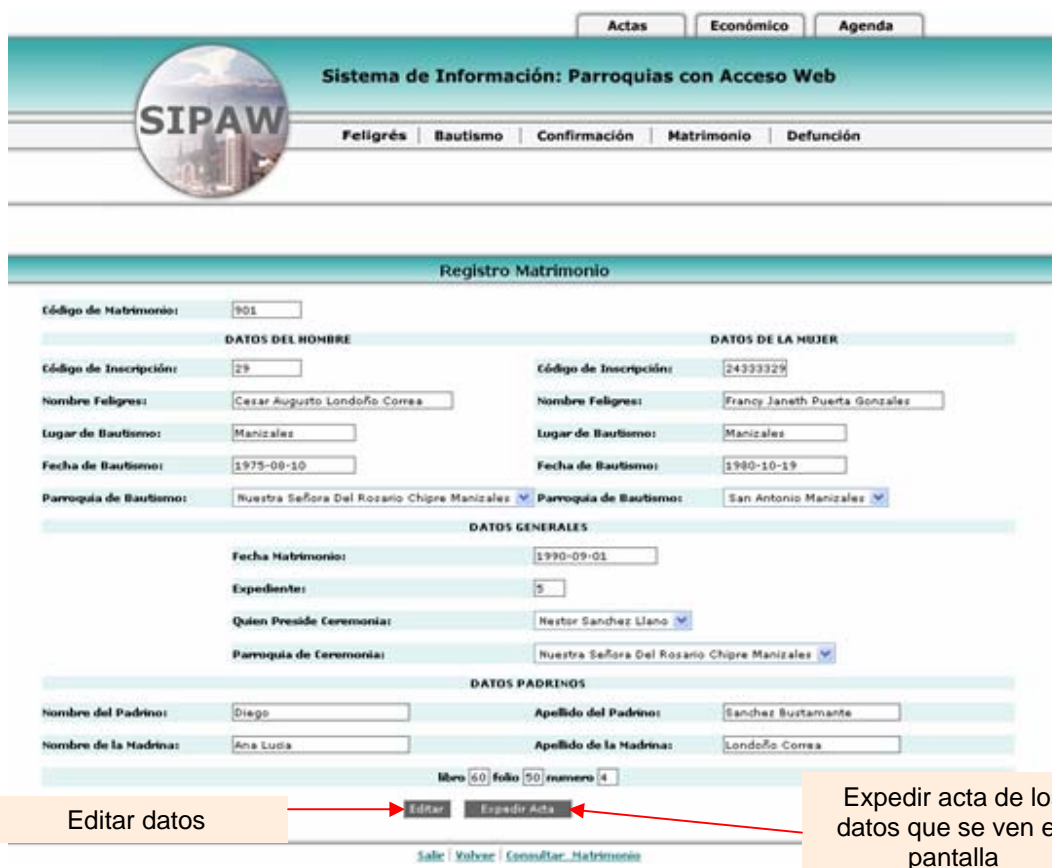 Actas Económico Agenda
Sistema de Información: Parroquias con Acceso Web
SIPAW
Feligrés | Bautismo | Confirmación | Matrimonio | Defunción
Registro Matrimonio
Código de Matrimonio: 901
DATOS DEL HOMBRE DATOS DE LA MUJER
Código de Inscripción: 29 Código de Inscripción: 24333329
Nombre Feligres: Cesar Augusto Londoño Correa Nombre Feligres: Francy Janeth Puerta Gonzales
Lugar de Bautismo: Manizales Lugar de Bautismo: Manizales
Fecha de Bautismo: 1975-08-10 Fecha de Bautismo: 1980-10-19
Parroquia de Bautismo: Nuestra Señora Del Rozario Chipre Manizales Parroquia de Bautismo: San Antonio Manizales
DATOS GENERALES
Fecha Matrimonio: 1990-09-01
Expediente: 5
Quien Preside Ceremonia: Nestor Sanchez Llano
Parroquia de Ceremonia: Nuestra Señora Del Rosario Chipre Manizales
DATOS PADRINOS
Nombre del Padrino: Diego Apellido del Padrino: Sanchez Bustamante
Nombre de la Madrina: Ana Lucia Apellido de la Madrina: Londoño Correa
libro 60 folio 50 numero 4
Editar datos
Editar Expedir Acta
Expedir acta de lo
datos que se ven e
pantalla
Salir | Volver | Consultar Matrimonio